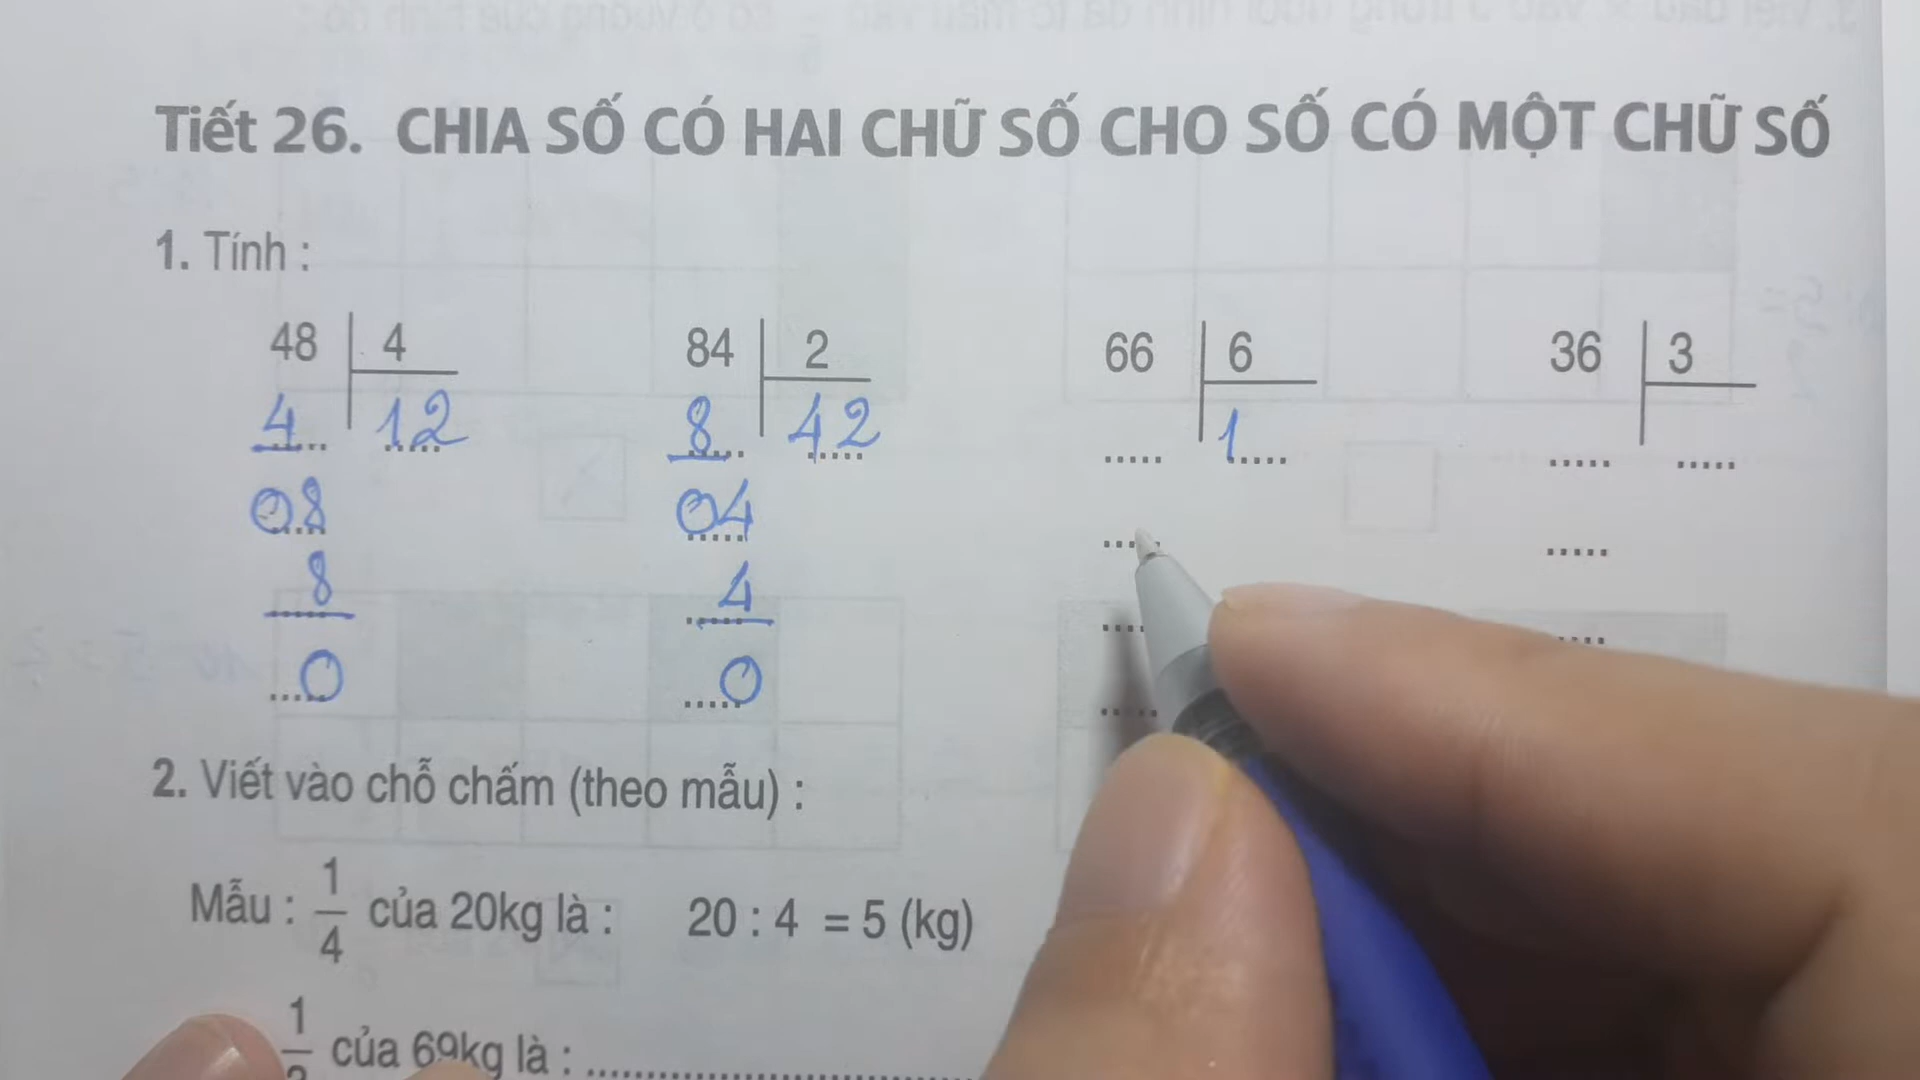 Tiết 26. CHIA SỐ CÓ HAI CHỮ SỐ CHO SỐ CÓ MỘT CHỮ SỐ
1. Tính :
48 4 84 2 66 6 36 3
4 12 8 42 1
08 04
8 4
0 0
2. Viết vào chỗ chấm (theo mẫu) :
Mẫu : 1/4 của 20kg là : 20 : 4 = 5 (kg)
của 69kg là : ........................